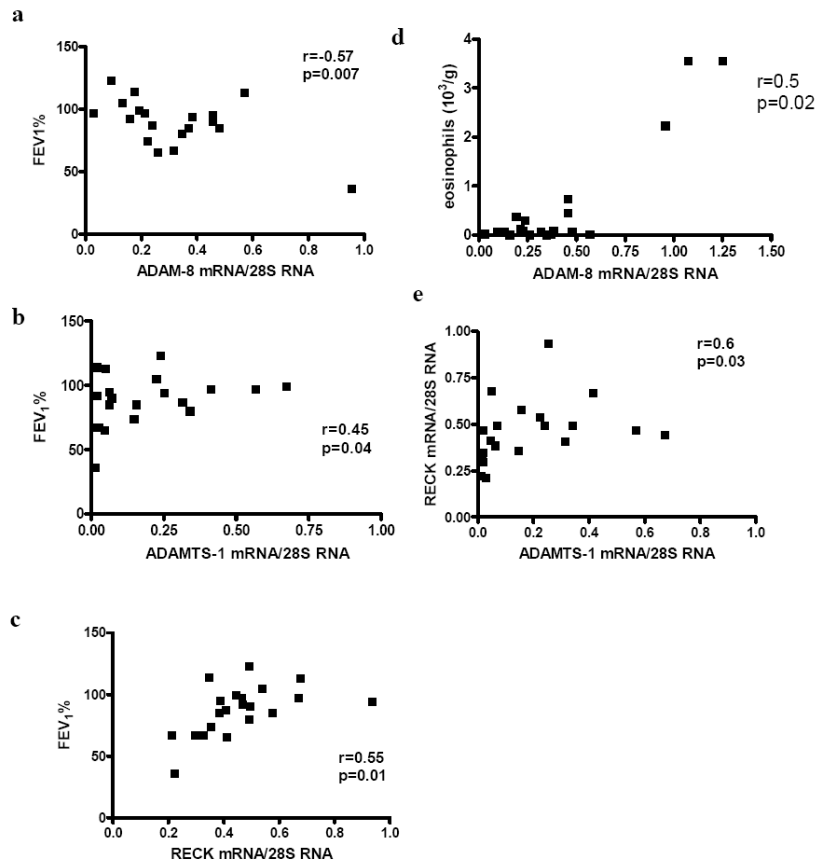 a
150
100
50
0
FEV1%
r=-0.57
p=0.007
0.0 0.2 0.4 0.6 0.8 1.0
ADAM-8 mRNA/28S RNA
d
4
3
2
1
0
eosinophils (10³/g)
r=0.5
p=0.02
0.00 0.25 0.50 0.75 1.00 1.25 1.50
ADAM-8 mRNA/28S RNA
b
150
100
50
0
FEV₁%
r=0.45
p=0.04
0.00 0.25 0.50 0.75 1.00
ADAMTS-1 mRNA/28S RNA
e
1.00
0.75
0.50
0.25
0.00
RECK mRNA/28S RNA
r=0.6
p=0.03
0.0 0.2 0.4 0.6 0.8 1.0
ADAMTS-1 mRNA/28S RNA
c
150
100
50
0
FEV₁%
r=0.55
p=0.01
0.0 0.2 0.4 0.6 0.8 1.0
RECK mRNA/28S RNA